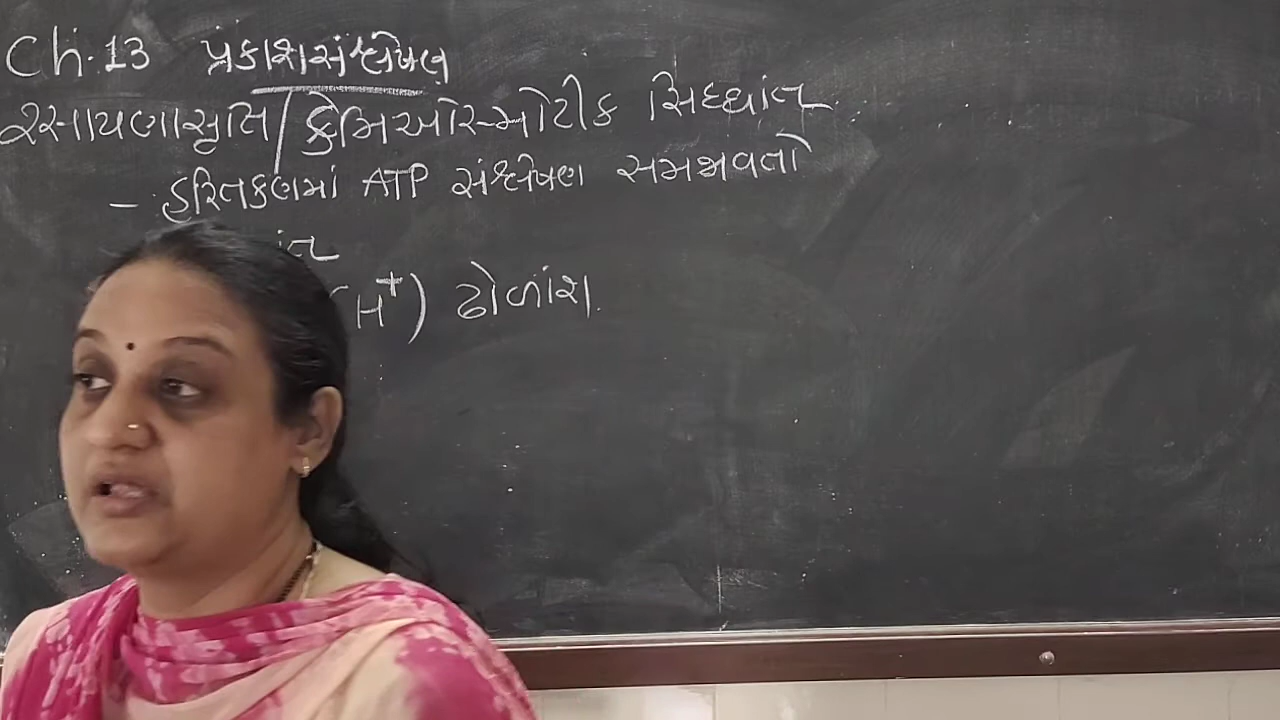 Ch.13 પ્રકાશસંશ્લેષણ
રસાયણાસૃતિ / કેમિઓસ્મોટીક સિદ્ધાંત
- હરિતકણમાં ATP સંશ્લેષણ સમજાવતો
(H⁺) ઢોળાંશ.